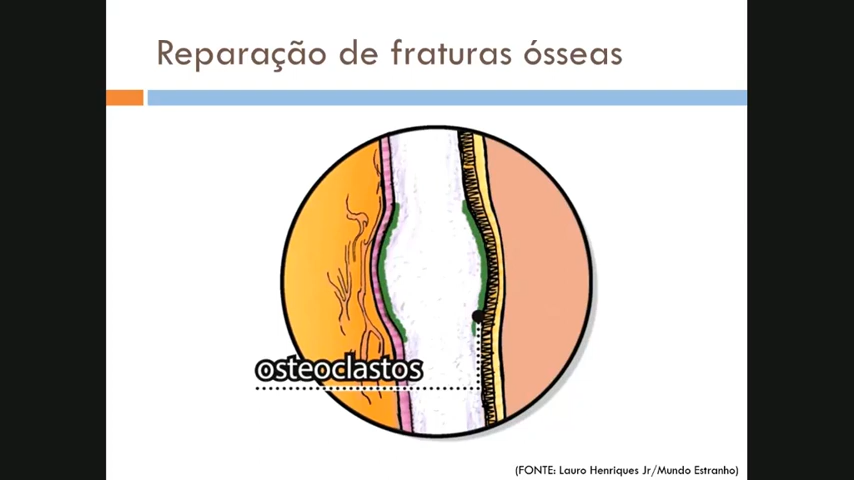 Reparação de fraturas ósseas
osteoclastos
(FONTE: Lauro Henriques Jr/Mundo Estranho)